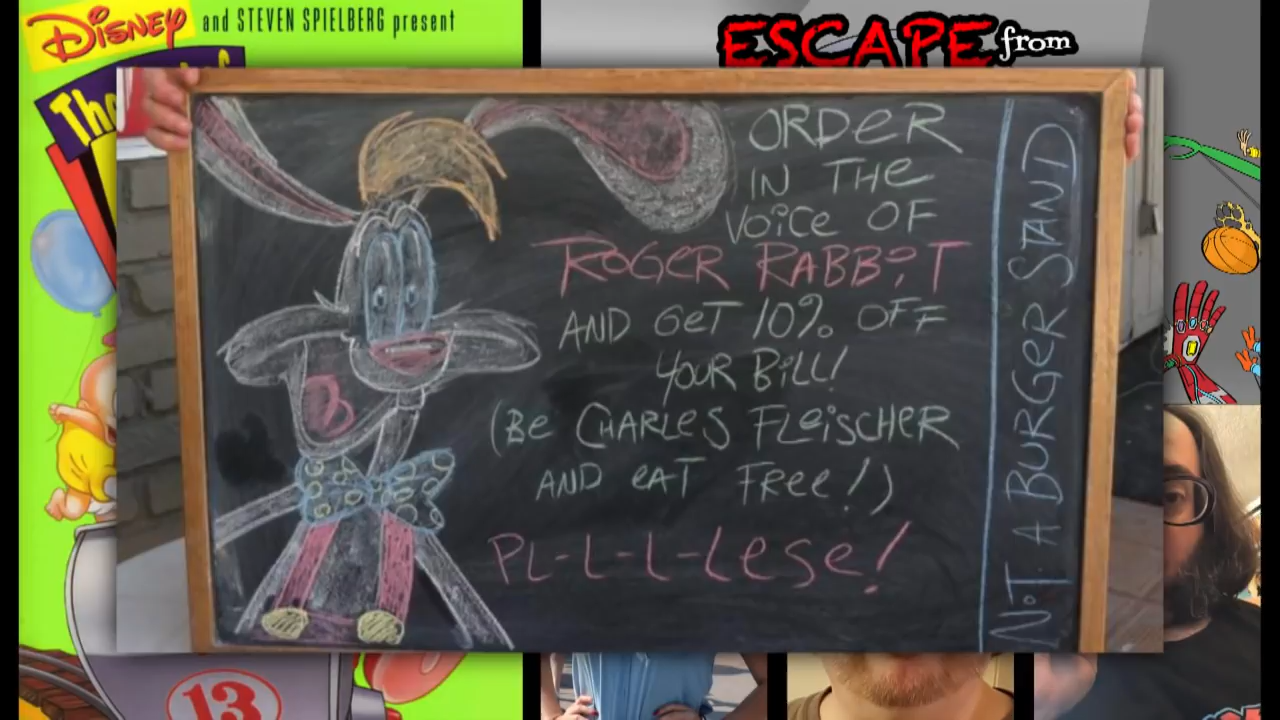 DISNEY and STEVEN SPIELBERG present
ESCAPE from
ORDER
IN THE
VOICE OF
ROGER RABBIT
AND GET 10% OFF
YOUR BILL!
(BE CHARLES FLEISCHER
AND EAT FREE!)
PL-L-L-LESE!
NOT A BURGER STAND
13